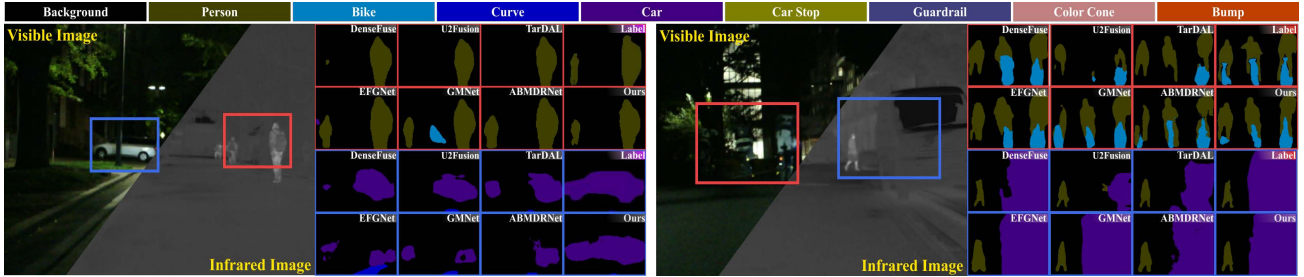 Background Person Bike Curve Car Car Stop Guardrail Color Cone Bump
Visible Image
Infrared Image
DenseFuse U2Fusion TarDAL Label
EFGNet GMNet ABMDRNet Ours
DenseFuse U2Fusion TarDAL Label
EFGNet GMNet ABMDRNet Ours
Visible Image
Infrared Image
DenseFuse U2Fusion TarDAL Label
EFGNet GMNet ABMDRNet Ours
DenseFuse U2Fusion TarDAL Label
EFGNet GMNet ABMDRNet Ours